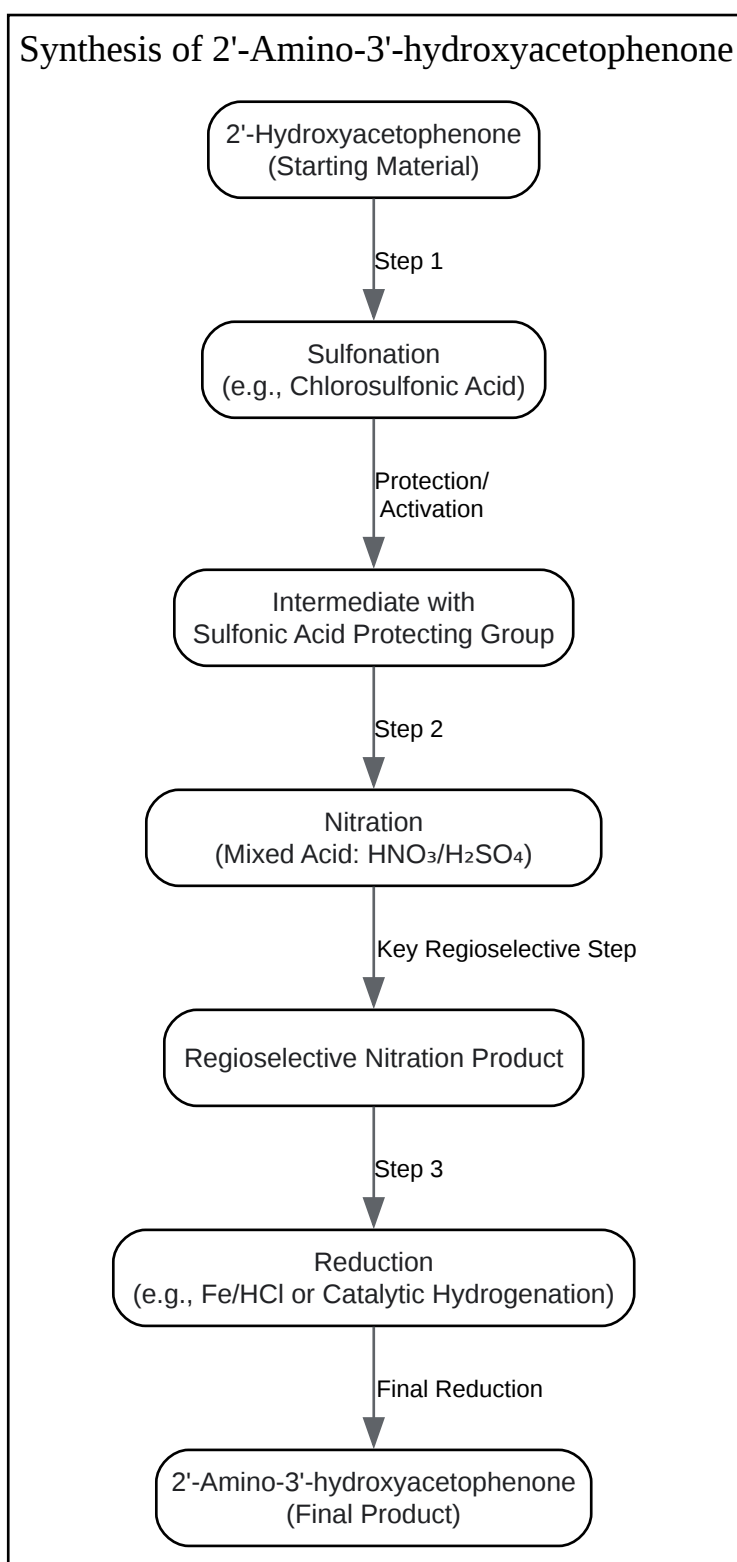 Synthesis of 2'-Amino-3'-hydroxyacetophenone
2'-Hydroxyacetophenone
(Starting Material)
Step 1
Sulfonation
(e.g., Chlorosulfonic Acid)
Protection/
Activation
Intermediate with
Sulfonic Acid Protecting Group
Step 2
Nitration
(Mixed Acid: HNO₃/H₂SO₄)
Key Regioselective Step
Regioselective Nitration Product
Step 3
Reduction
(e.g., Fe/HCl or Catalytic Hydrogenation)
Final Reduction
2'-Amino-3'-hydroxyacetophenone
(Final Product)